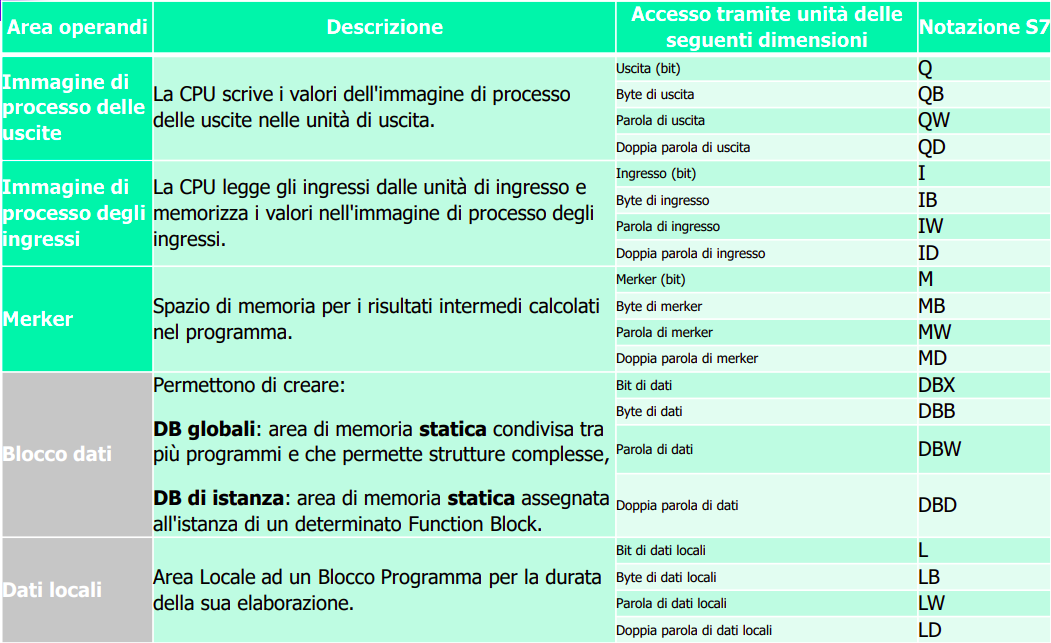 Area operandi
Descrizione
Accesso tramite unità delle
seguenti dimensioni
Notazione S7
Immagine di
processo delle
uscite
La CPU scrive i valori dell'immagine di processo
delle uscite nelle unità di uscita.
Uscita (bit)
Q
Byte di uscita
QB
Parola di uscita
QW
Doppia parola di uscita
QD
Immagine di
processo degli
ingressi
La CPU legge gli ingressi dalle unità di ingresso e
memorizza i valori nell'immagine di processo degli
ingressi.
Ingresso (bit)
I
Byte di ingresso
IB
Parola di ingresso
IW
Doppia parola di ingresso
ID
Merker
Spazio di memoria per i risultati intermedi calcolati
nel programma.
Merker (bit)
M
Byte di merker
MB
Parola di merker
MW
Doppia parola di merker
MD
Blocco dati
Permettono di creare:
DB globali: area di memoria statica condivisa tra
più programmi e che permette strutture complesse,
DB di istanza: area di memoria statica assegnata
all'istanza di un determinato Function Block.
Bit di dati
DBX
Byte di dati
DBB
Parola di dati
DBW
Doppia parola di dati
DBD
Dati locali
Area Locale ad un Blocco Programma per la durata
della sua elaborazione.
Bit di dati locali
L
Byte di dati locali
LB
Parola di dati locali
LW
Doppia parola di dati locali
LD